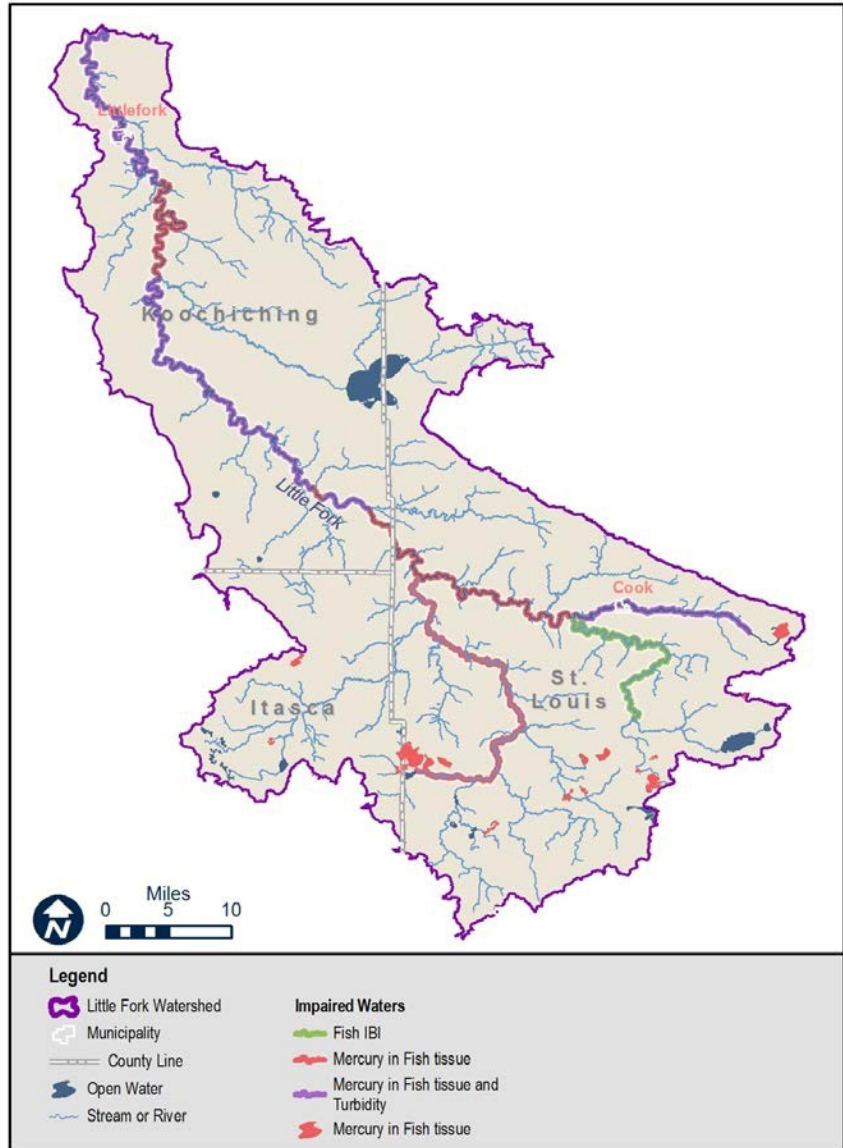 Littlefork
Koochiching
Little Fork
Cook
St.
Louis
Itasca
N
Miles
0 5 10
Legend
Little Fork Watershed
Municipality
County Line
Open Water
Stream or River
Impaired Waters
Fish IBI
Mercury in Fish tissue
Mercury in Fish tissue and
Turbidity
Mercury in Fish tissue